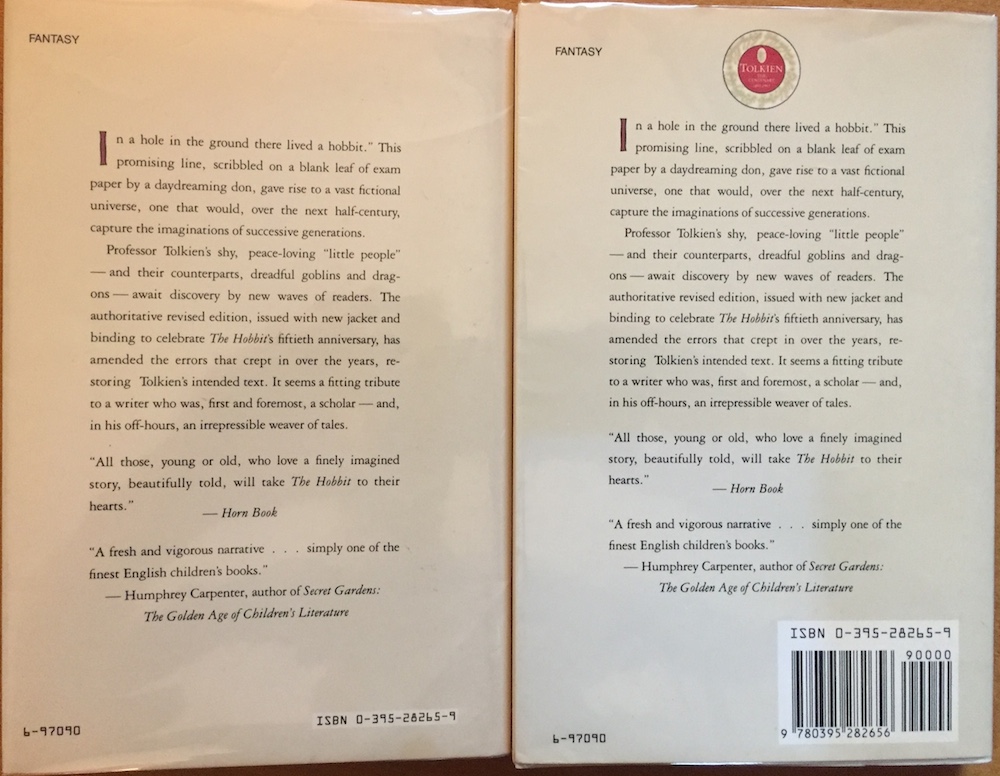 FANTASY
In a hole in the ground there lived a hobbit." This
promising line, scribbled on a blank leaf of exam
paper by a daydreaming don, gave rise to a vast fictional
universe, one that would, over the next half-century,
capture the imaginations of successive generations.
Professor Tolkien's shy, peace-loving "little people"
— and their counterparts, dreadful goblins and drag-
ons — await discovery by new waves of readers. The
authoritative revised edition, issued with new jacket and
binding to celebrate The Hobbit's fiftieth anniversary, has
amended the errors that crept in over the years, re-
storing Tolkien's intended text. It seems a fitting tribute
to a writer who was, first and foremost, a scholar — and,
in his off-hours, an irrepressible weaver of tales.
"All those, young or old, who love a finely imagined
story, beautifully told, will take The Hobbit to their
hearts."
— Horn Book
"A fresh and vigorous narrative . . . simply one of the
finest English children's books."
— Humphrey Carpenter, author of Secret Gardens:
The Golden Age of Children's Literature
ISBN 0-395-28265-9
6-97090
FANTASY
TOLKIEN
In a hole in the ground there lived a hobbit." This
promising line, scribbled on a blank leaf of exam
paper by a daydreaming don, gave rise to a vast fictional
universe, one that would, over the next half-century,
capture the imaginations of successive generations.
Professor Tolkien's shy, peace-loving "little people"
— and their counterparts, dreadful goblins and drag-
ons — await discovery by new waves of readers. The
authoritative revised edition, issued with new jacket and
binding to celebrate The Hobbit's fiftieth anniversary, has
amended the errors that crept in over the years, re-
storing Tolkien's intended text. It seems a fitting tribute
to a writer who was, first and foremost, a scholar — and,
in his off-hours, an irrepressible weaver of tales.
"All those, young or old, who love a finely imagined
story, beautifully told, will take The Hobbit to their
hearts."
— Horn Book
"A fresh and vigorous narrative . . . simply one of the
finest English children's books."
— Humphrey Carpenter, author of Secret Gardens:
The Golden Age of Children's Literature
ISBN 0-395-28265-9
90000
9 780395 282656
6-97090